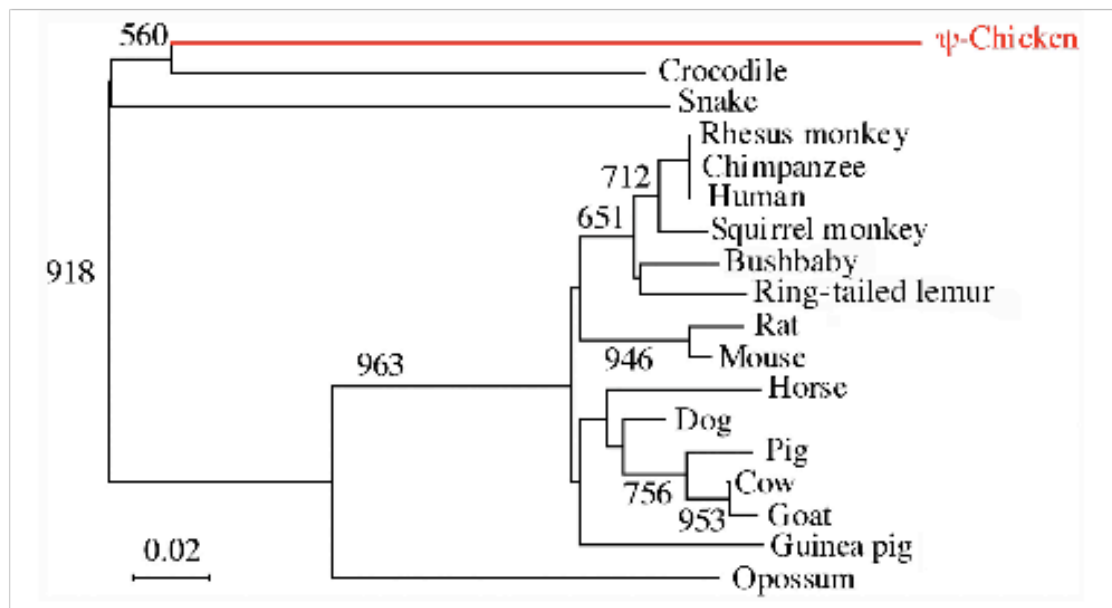 560
ψ-Chicken
Crocodile
Snake
Rhesus monkey
Chimpanzee
712
Human
651
Squirrel monkey
Bushbaby
918
Ring-tailed lemur
Rat
946
Mouse
963
Horse
Dog
Pig
756
Cow
953
Goat
0.02
Guinea pig
Opossum